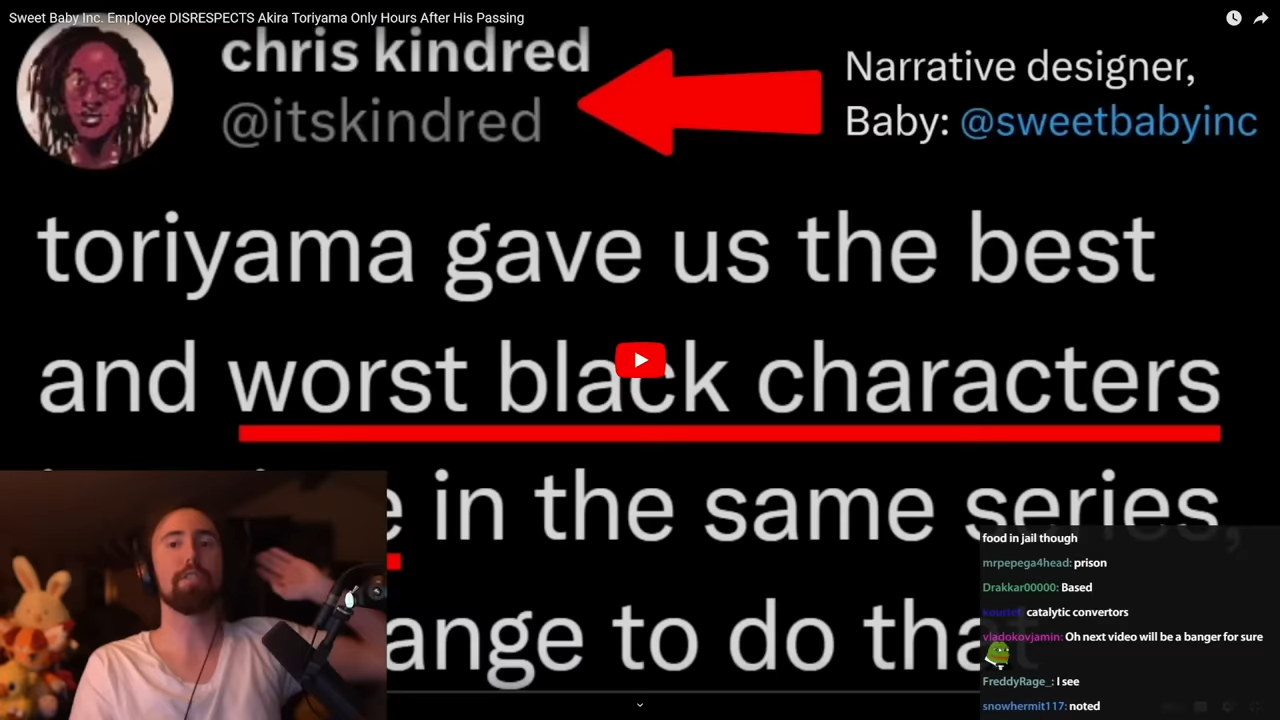 Sweet Baby Inc. Employee DISRESPECTS Akira Toriyama Only Hours After His Passing
chris kindred
@itskindred
Narrative designer,
Baby: @sweetbabyinc
toriyama gave us the best
and worst black characters
in the same series,
ange to do that
food in jail though
mrpepega4head: prison
Drakkar00000: Based
kourtet: catalytic convertors
vladokovjamin: Oh next video will be a banger for sure
FreddyRage_: I see
snowhermit117: noted